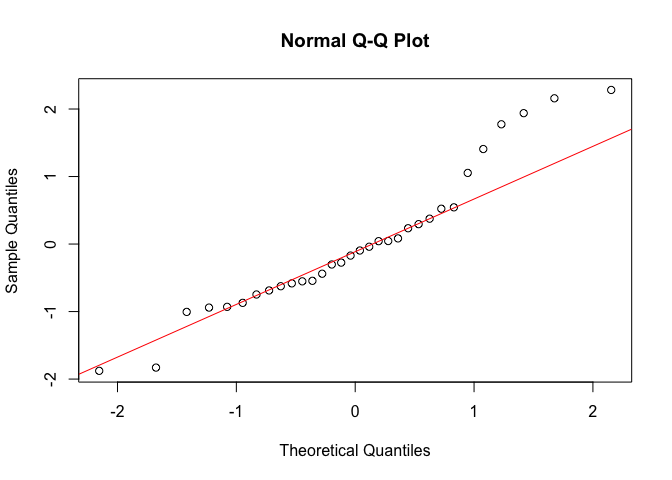 Normal Q-Q Plot
Sample Quantiles
2
1
0
-1
-2
-2 -1 0 1 2
Theoretical Quantiles